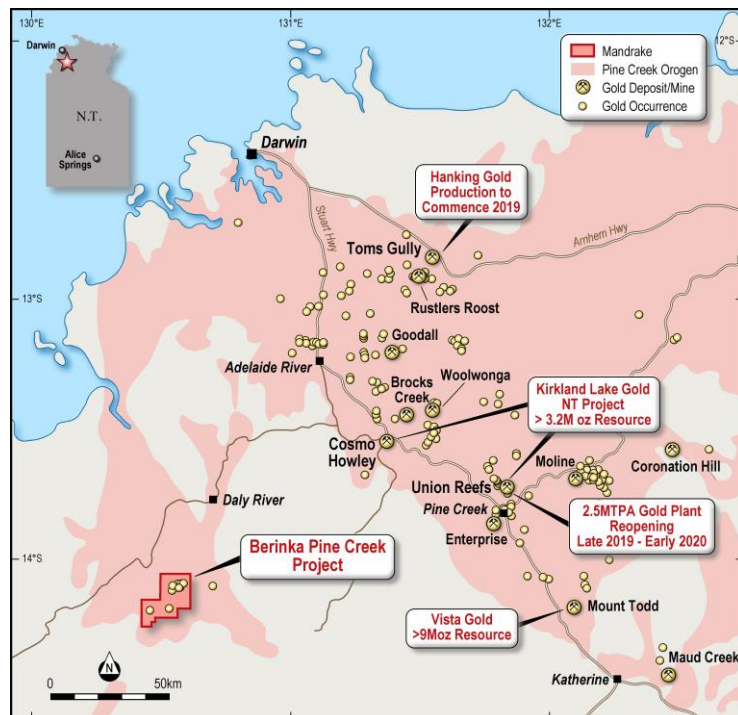 130°E
131°E
132°E
12°S
Darwin
N.T.
Alice
Springs
Mandrake
Pine Creek Orogen
Gold Deposit/Mine
Gold Occurrence
Darwin
Stuart Hwy
Arnhem Hwy
Hanking Gold
Production to
Commence 2019
Toms Gully
Rustlers Roost
13°S
Goodall
Adelaide River
Brocks
Creek
Woolwonga
Kirkland Lake Gold
NT Project
> 3.2M oz Resource
Cosmo
Howley
Moline
Coronation Hill
Union Reefs
Daly River
Pine Creek
2.5MTPA Gold Plant
Reopening
Late 2019 - Early 2020
Enterprise
14°S
Berinka Pine Creek
Project
Mount Todd
Vista Gold
>9Moz Resource
Maud Creek
N
Katherine
0
50km